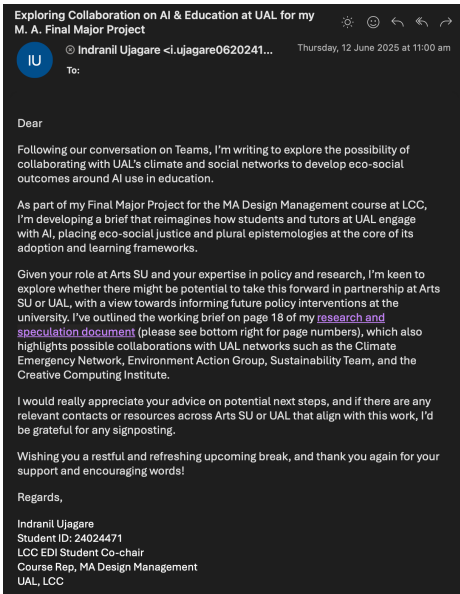 Exploring Collaboration on AI & Education at UAL for my
M. A. Final Major Project
IU
Indranil Ujagare <i.ujagare0620241...
Thursday, 12 June 2025 at 11:00 am
To:
Dear
Following our conversation on Teams, I'm writing to explore the possibility of
collaborating with UAL's climate and social networks to develop eco-social
outcomes around AI use in education.
As part of my Final Major Project for the MA Design Management course at LCC,
I'm developing a brief that reimagines how students and tutors at UAL engage
with AI, placing eco-social justice and plural epistemologies at the core of its
adoption and learning frameworks.
Given your role at Arts SU and your expertise in policy and research, I'm keen to
explore whether there might be potential to take this forward in partnership at Arts
SU or UAL, with a view towards informing future policy interventions at the
university. I've outlined the working brief on page 18 of my research and
speculation document (please see bottom right for page numbers), which also
highlights possible collaborations with UAL networks such as the Climate
Emergency Network, Environment Action Group, Sustainability Team, and the
Creative Computing Institute.
I would really appreciate your advice on potential next steps, and if there are any
relevant contacts or resources across Arts SU or UAL that align with this work, I'd
be grateful for any signposting.
Wishing you a restful and refreshing upcoming break, and thank you again for your
support and encouraging words!
Regards,
Indranil Ujagare
Student ID: 24024471
LCC EDI Student Co-chair
Course Rep, MA Design Management
UAL, LCC